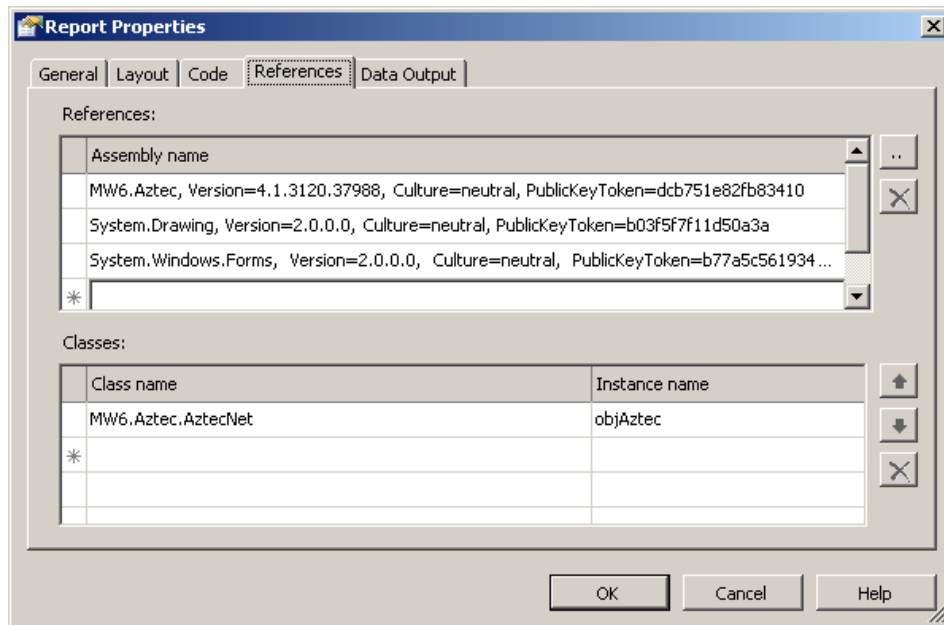 Report Properties
General Layout Code References Data Output
References:
Assembly name
MW6.Aztec, Version=4.1.3120.37988, Culture=neutral, PublicKeyToken=dcb751e82fb83410
System.Drawing, Version=2.0.0.0, Culture=neutral, PublicKeyToken=b03f5f7f11d50a3a
System.Windows.Forms, Version=2.0.0.0, Culture=neutral, PublicKeyToken=b77a5c561934...
Classes:
Class name Instance name
MW6.Aztec.AztecNet objAztec
OK Cancel Help